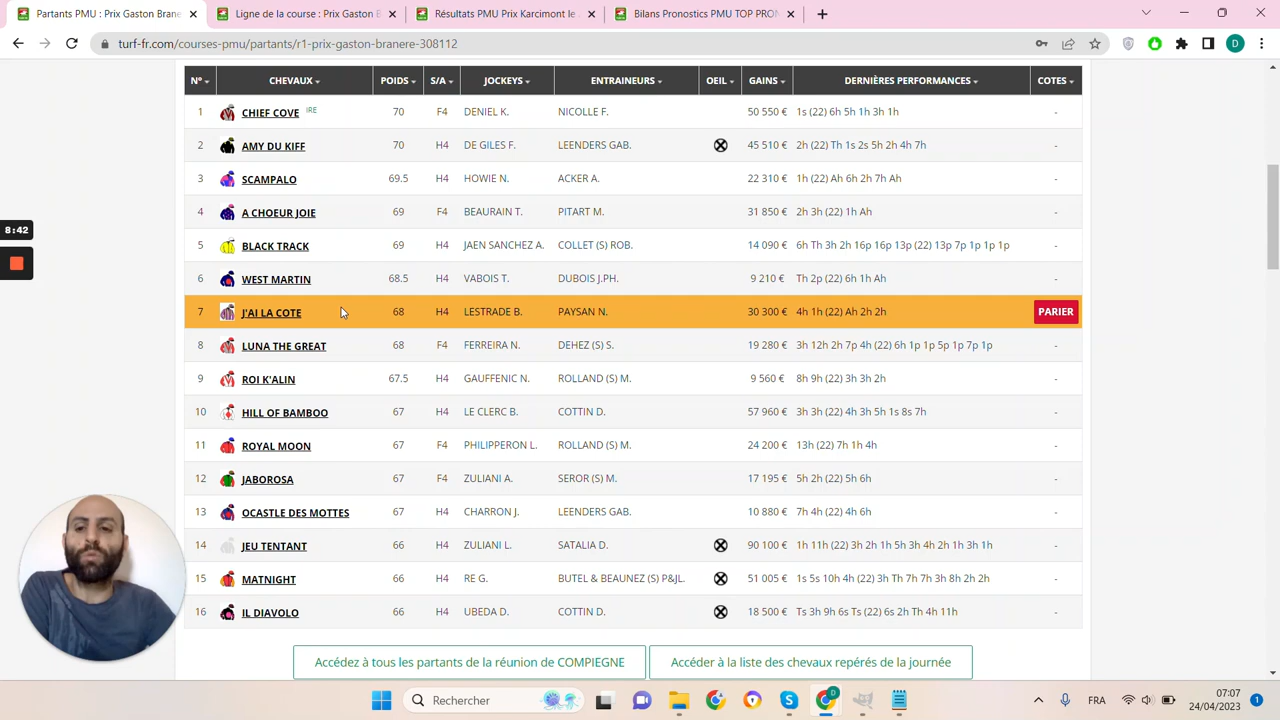 Partants PMU : Prix Gaston Brane
Ligne de la course : Prix Gaston B
Résultats PMU Prix Karcimont le
Bilans Pronostics PMU TOP PRON
turf-fr.com/courses-pmu/partants/r1-prix-gaston-branere-308112
D
Nº CHEVAUX POIDS S/A JOCKEYS ENTRAINEURS OEIL GAINS DERNIÈRES PERFORMANCES COTES
1 CHIEF COVE IRE 70 F4 DENIEL K. NICOLLE F. 50 550 € 1s (22) 6h 5h 1h 3h 1h -
2 AMY DU KIFF 70 H4 DE GILES F. LEENDERS GAB. 45 510 € 2h (22) Th 1s 2s 5h 2h 4h 7h -
3 SCAMPALO 69.5 H4 HOWIE N. ACKER A. 22 310 € 1h (22) Ah 6h 2h 7h Ah -
4 A CHOEUR JOIE 69 F4 BEAURAIN T. PITART M. 31 850 € 2h 3h (22) 1h Ah -
5 BLACK TRACK 69 H4 JAEN SANCHEZ A. COLLET (S) ROB. 14 090 € 6h Th 3h 2h 16p 16p 13p (22) 13p 7p 1p 1p 1p -
6 WEST MARTIN 68.5 H4 VABOIS T. DUBOIS J.PH. 9 210 € Th 2p (22) 6h 1h Ah -
7 J'AI LA COTE 68 H4 LESTRADE B. PAYSAN N. 30 300 € 4h 1h (22) Ah 2h 2h PARIER
8 LUNA THE GREAT 68 F4 FERREIRA N. DEHEZ (S) S. 19 280 € 3h 12h 2h 7p 4h (22) 6h 1p 1p 5p 1p 7p 1p -
9 ROI K'ALIN 67.5 H4 GAUFFENIC N. ROLLAND (S) M. 9 560 € 8h 9h (22) 3h 3h 2h -
10 HILL OF BAMBOO 67 H4 LE CLERC B. COTTIN D. 57 960 € 3h 3h (22) 4h 3h 5h 1s 8s 7h -
11 ROYAL MOON 67 F4 PHILIPPERON L. ROLLAND (S) M. 24 200 € 13h (22) 7h 1h 4h -
12 JABOROSA 67 F4 ZULIANI A. SEROR (S) M. 17 195 € 5h 2h (22) 5h 6h -
13 OCASTLE DES MOTTES 67 H4 CHARRON J. LEENDERS GAB. 10 880 € 7h 4h (22) 4h 6h -
14 JEU TENTANT 66 H4 ZULIANI L. SATALIA D. 90 100 € 1h 11h (22) 3h 2h 1h 5h 3h 4h 2h 1h 3h 1h -
15 MATNIGHT 66 H4 RE G. BUTEL & BEAUNEZ (S) P&JL. 51 005 € 1s 5s 10h 4h (22) 3h Th 7h 7h 3h 8h 2h 2h -
16 IL DIAVOLO 66 H4 UBEDA D. COTTIN D. 18 500 € Ts 3h 9h 6s Ts (22) 6s 2h Th 4h 11h -
8:42
Accédez à tous les partants de la réunion de COMPIEGNE
Accéder à la liste des chevaux repérés de la journée
Rechercher
D
FRA
07:07
24/04/2023
1